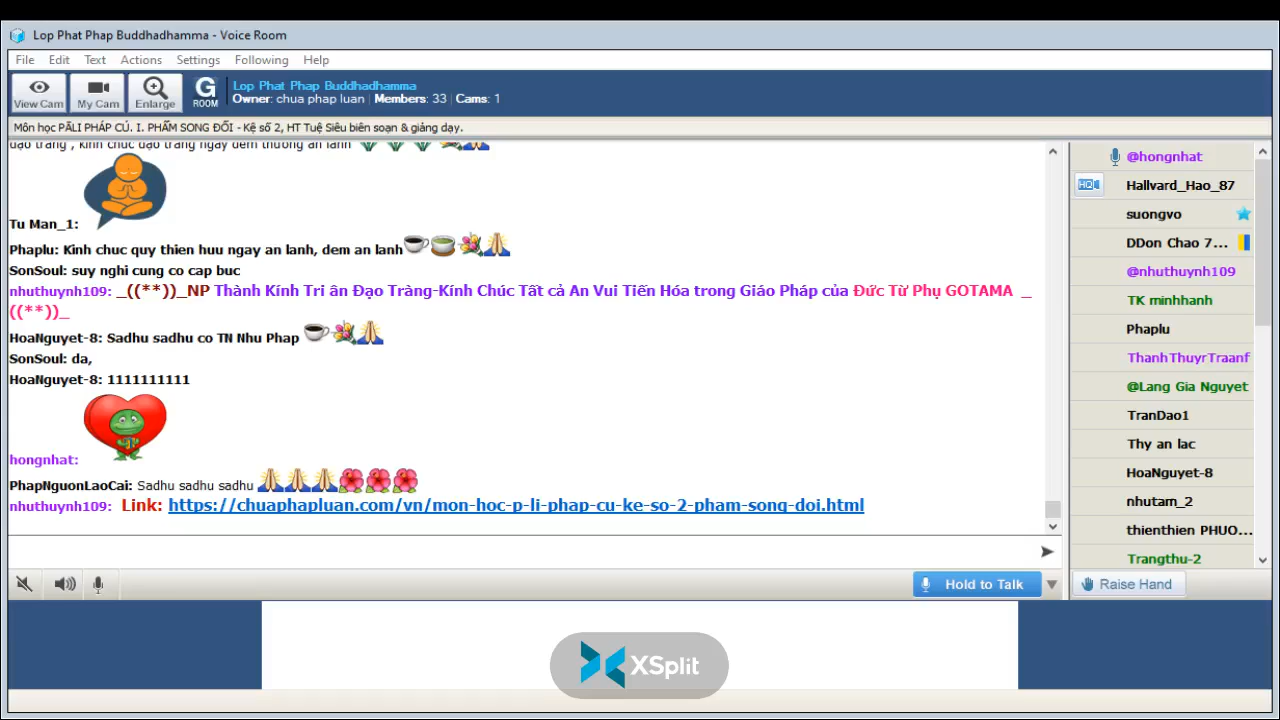 Lop Phat Phap Buddhadhamma - Voice Room
File Edit Text Actions Settings Following Help
View Cam My Cam Enlarge G ROOM
Lop Phat Phap Buddhadhamma
Owner: chua phap luan | Members: 33 | Cams: 1
Môn học PĀLI PHÁP CÚ. I. PHẨM SONG ĐỐI - Kệ số 2, HT Tuệ Siêu biên soạn & giảng dạy.
đạo tràng , kính chúc đạo tràng ngày đêm thường an lành
Tu Man_1:
Phaplu: Kinh chuc quy thien huu ngay an lanh, dem an lanh
SonSoul: suy nghi cung co cap buc
nhuthuynh109: _((**))_NP Thành Kính Tri ân Đạo Tràng-Kính Chúc Tất cả An Vui Tiến Hóa trong Giáo Pháp của Đức Từ Phụ GOTAMA _
((**))_
HoaNguyet-8: Sadhu sadhu co TN Nhu Phap
SonSoul: da,
HoaNguyet-8: 1111111111
hongnhat:
PhapNguonLaoCai: Sadhu sadhu sadhu
nhuthuynh109: Link: https://chuaphapluan.com/vn/mon-hoc-p-li-phap-cu-ke-so-2-pham-song-doi.html
@hongnhat
HQ Hallvard_Hao_87
suongvo
DDon Chao 7...
@nhuthuynh109
TK minhhanh
Phaplu
ThanhThuyrTraanf
@Lang Gia Nguyet
TranDao1
Thy an lac
HoaNguyet-8
nhutam_2
thienthien PHUO...
Trangthu-2
Hold to Talk
Raise Hand
XSplit